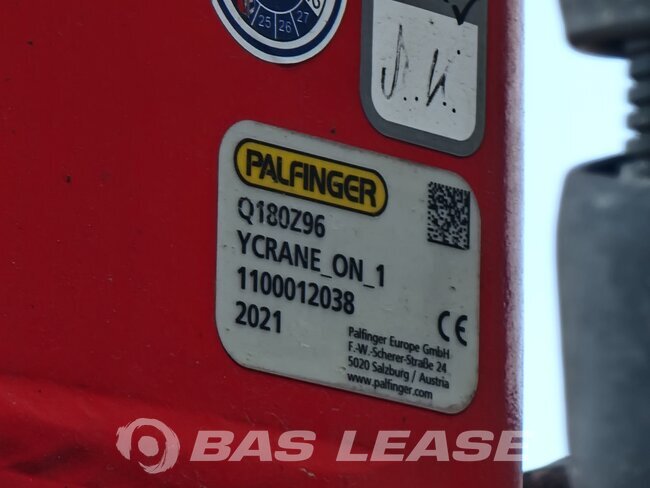 25 26 27
PALFINGER
Q180Z96
YCRANE_ON_1
1100012038
2021
Palfinger Europe GmbH
F.-W.-Scherer-Straße 24
5020 Salzburg / Austria
www.palfinger.com
BAS LEASE